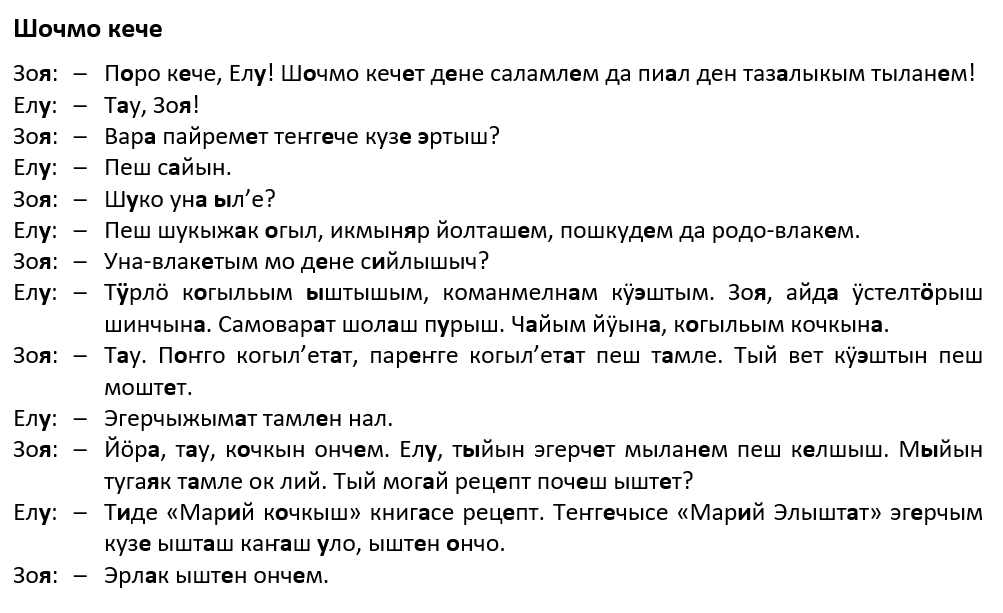 Шочмо кече
Зоя: – Поро кече, Елу! Шочмо кечет дене саламлем да пиал ден тазалыкым тыланем!
Елу: – Тау, Зоя!
Зоя: – Вара пайремет теҥгече кузе эртыш?
Елу: – Пеш сайын.
Зоя: – Шуко уна ыл’е?
Елу: – Пеш шукыжак огыл, икмыняр йолташем, пошкудем да родо-влакем.
Зоя: – Уна-влакетым мо дене сийлышыч?
Елу: – Тӱрлӧ когыльым ыштышым, команмелнам кӱэштым. Зоя, айда ӱстелтӧрыш
шинчына. Самоварат шолаш пурыш. Чайым йӱына, когыльым кочкына.
Зоя: – Тау. Поҥго когыл’етат, пареҥге когыл’етат пеш тамле. Тый вет кӱэштын пеш
моштет.
Елу: – Эгерчыжымат тамлен нал.
Зоя: – Йӧра, тау, кочкын ончем. Елу, тыйын эгерчет мыланем пеш келшыш. Мыйын
тугаяк тамле ок лий. Тый могай рецепт почеш ыштет?
Елу: – Тиде «Марий кочкыш» книгасе рецепт. Теҥгечысе «Марий Элыштат» эгерчым
кузе ышташ каҥаш уло, ыштен ончо.
Зоя: – Эрлак ыштен ончем.